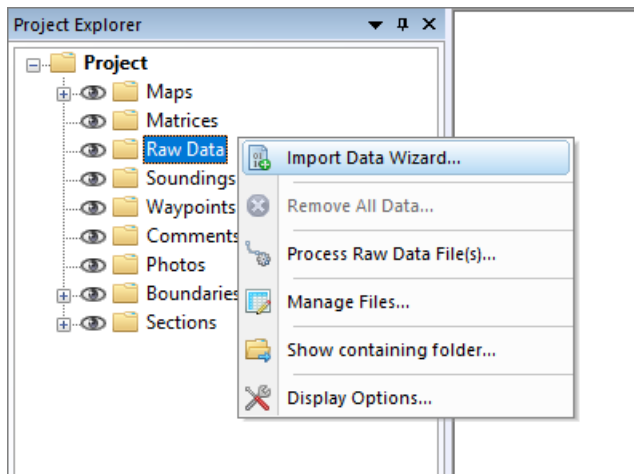 Project Explorer
Project
Maps
Matrices
Raw Data
Soundings
Waypoints
Comments
Photos
Boundaries
Sections
Import Data Wizard...
Remove All Data...
Process Raw Data File(s)...
Manage Files...
Show containing folder...
Display Options...